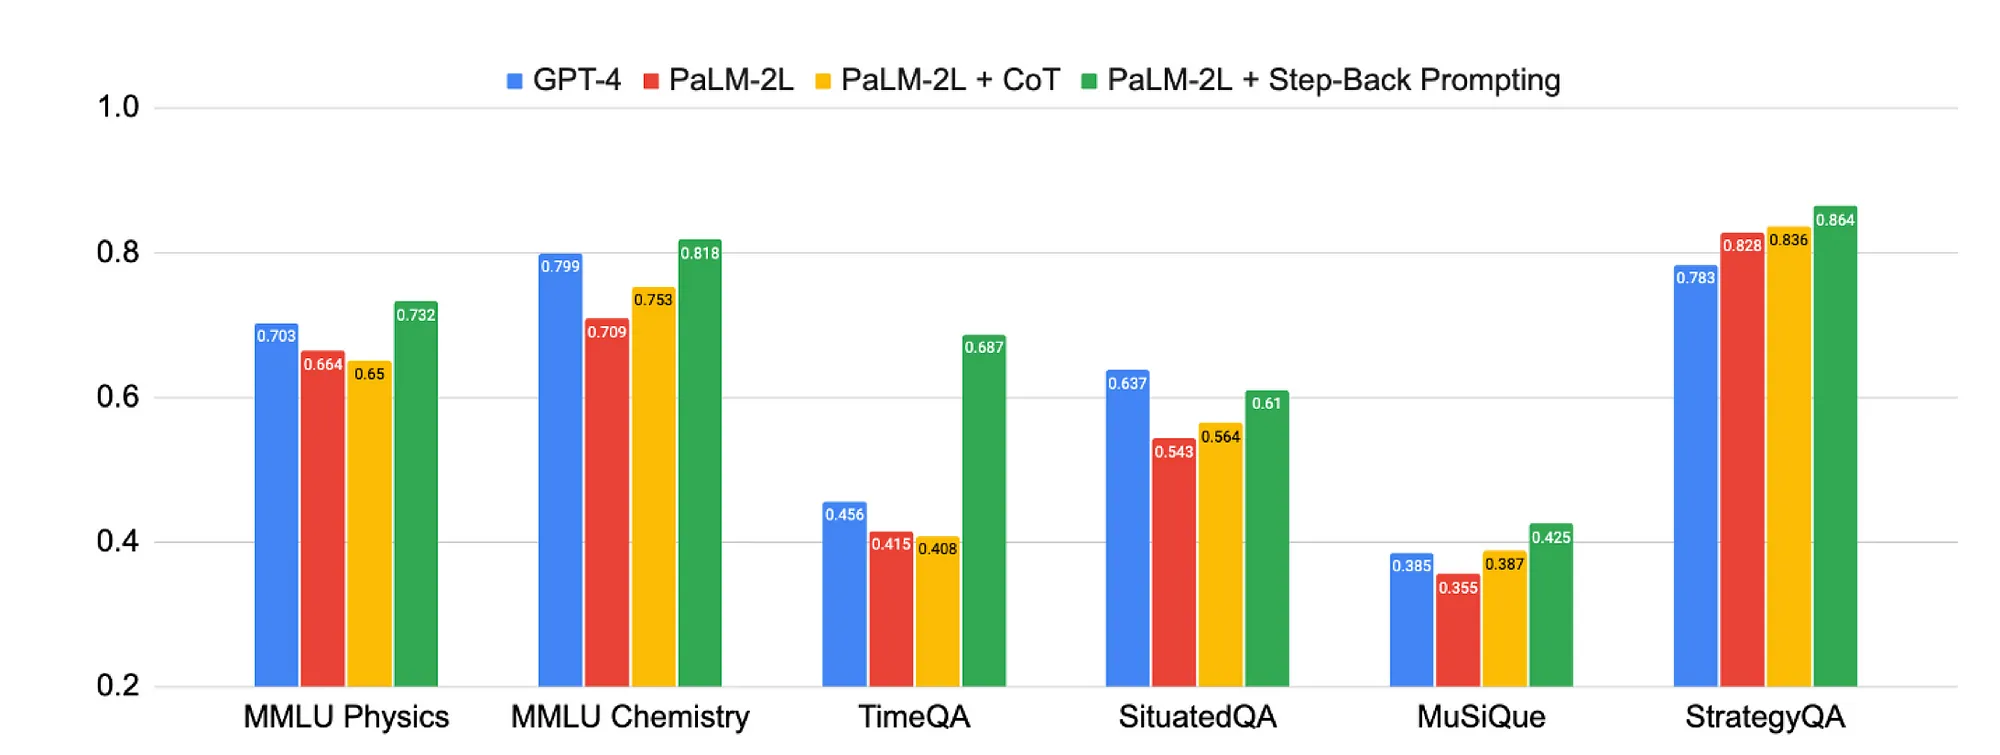 GPT-4 PaLM-2L PaLM-2L + CoT PaLM-2L + Step-Back Prompting
1.0
0.8
0.6
0.4
0.2
0.703 0.664 0.65 0.732
0.799 0.709 0.753 0.818
0.456 0.415 0.408 0.687
0.637 0.543 0.564 0.61
0.385 0.355 0.387 0.425
0.783 0.828 0.836 0.864
MMLU Physics MMLU Chemistry TimeQA SituatedQA MuSiQue StrategyQA